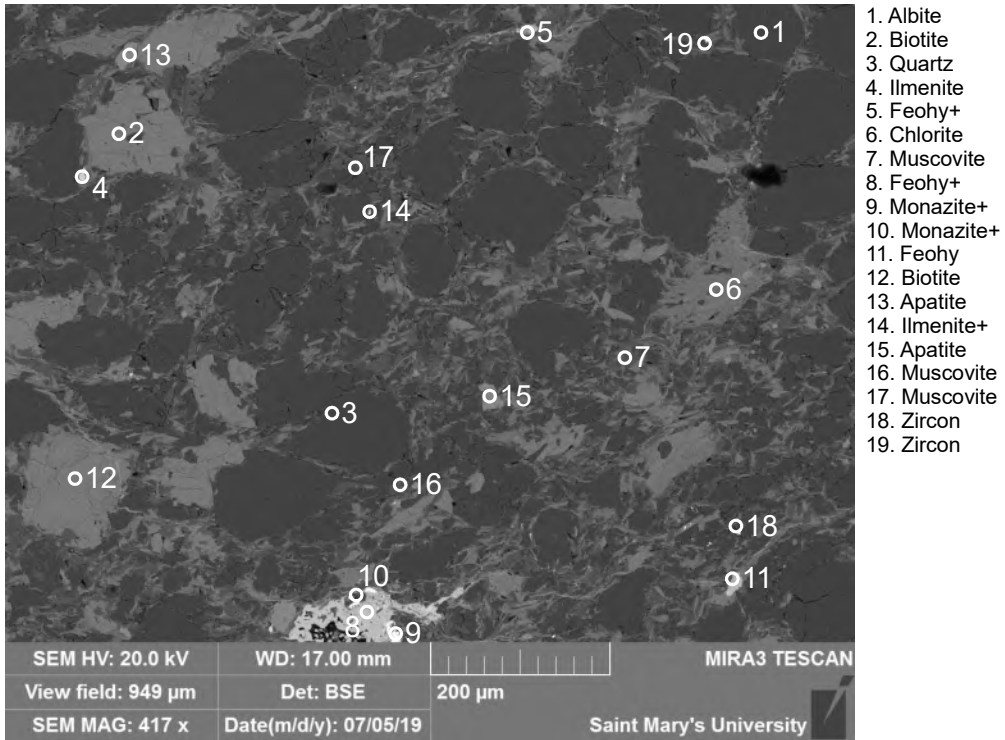 13
5
19
1
2
17
4
14
6
7
15
3
12
16
18
10
11
8
9
SEM HV: 20.0 kV
WD: 17.00 mm
MIRA3 TESCAN
View field: 949 µm
Det: BSE
200 µm
SEM MAG: 417 x
Date(m/d/y): 07/05/19
Saint Mary's University
1. Albite
2. Biotite
3. Quartz
4. Ilmenite
5. Feohy+
6. Chlorite
7. Muscovite
8. Feohy+
9. Monazite+
10. Monazite+
11. Feohy
12. Biotite
13. Apatite
14. Ilmenite+
15. Apatite
16. Muscovite
17. Muscovite
18. Zircon
19. Zircon